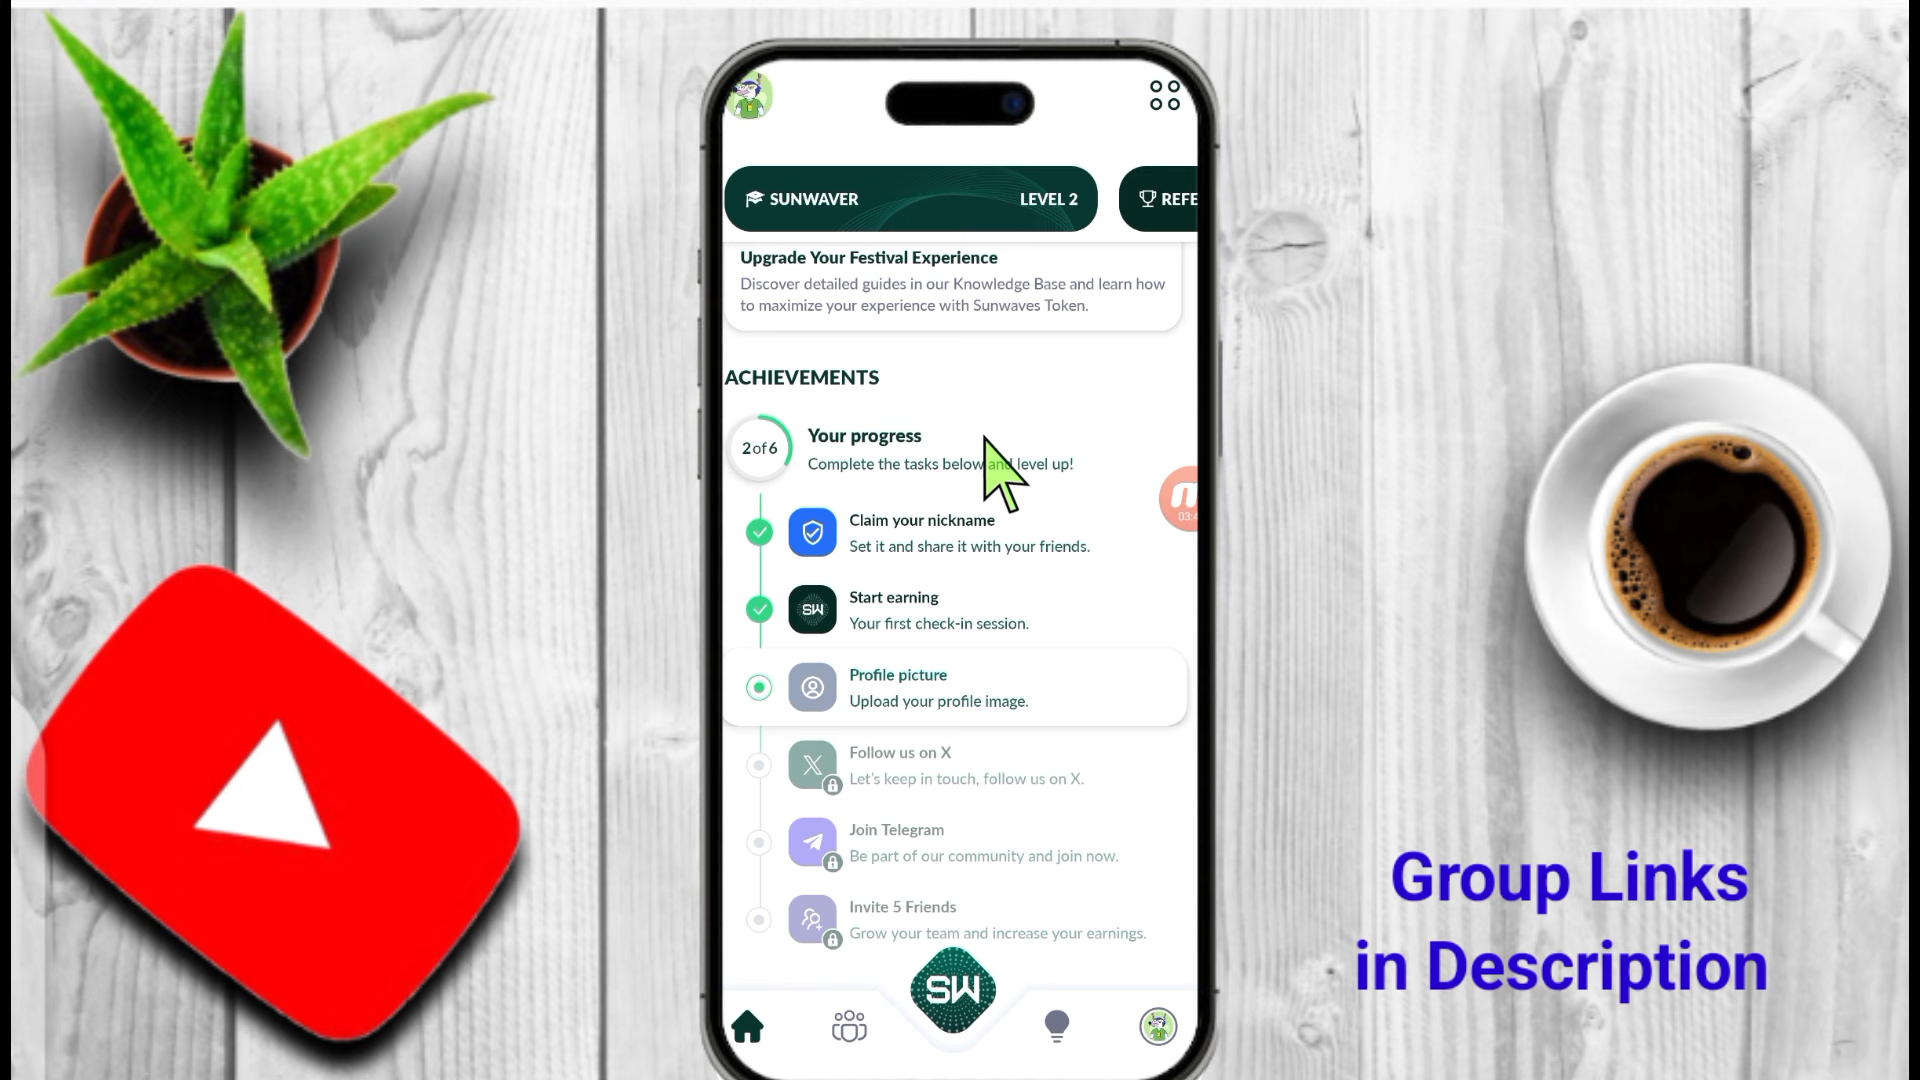 SUNWAVER LEVEL 2 REFE
Upgrade Your Festival Experience
Discover detailed guides in our Knowledge Base and learn how
to maximize your experience with Sunwaves Token.
ACHIEVEMENTS
2 of 6
Your progress
Complete the tasks below and level up!
Claim your nickname
Set it and share it with your friends.
03:4
SW
Start earning
Your first check-in session.
Profile picture
Upload your profile image.
Follow us on X
Let's keep in touch, follow us on X.
Join Telegram
Be part of our community and join now.
Invite 5 Friends
Grow your team and increase your earnings.
SW
Group Links
in Description